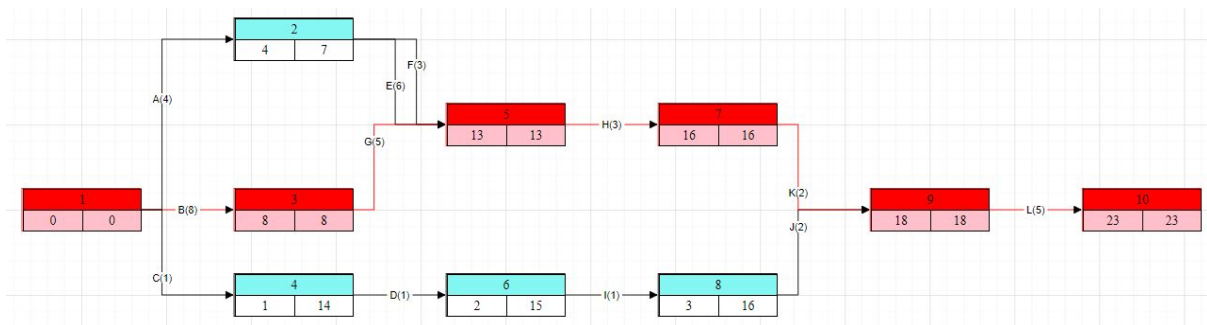 2
4 7
F(3)
E(6)
A(4)
5
13 13
H(3)
7
16 16
G(5)
1
0 0
B(8)
3
8 8
K(2)
J(2)
9
18 18
L(5)
10
23 23
C(1)
4
1 14
D(1)
6
2 15
I(1)
8
3 16